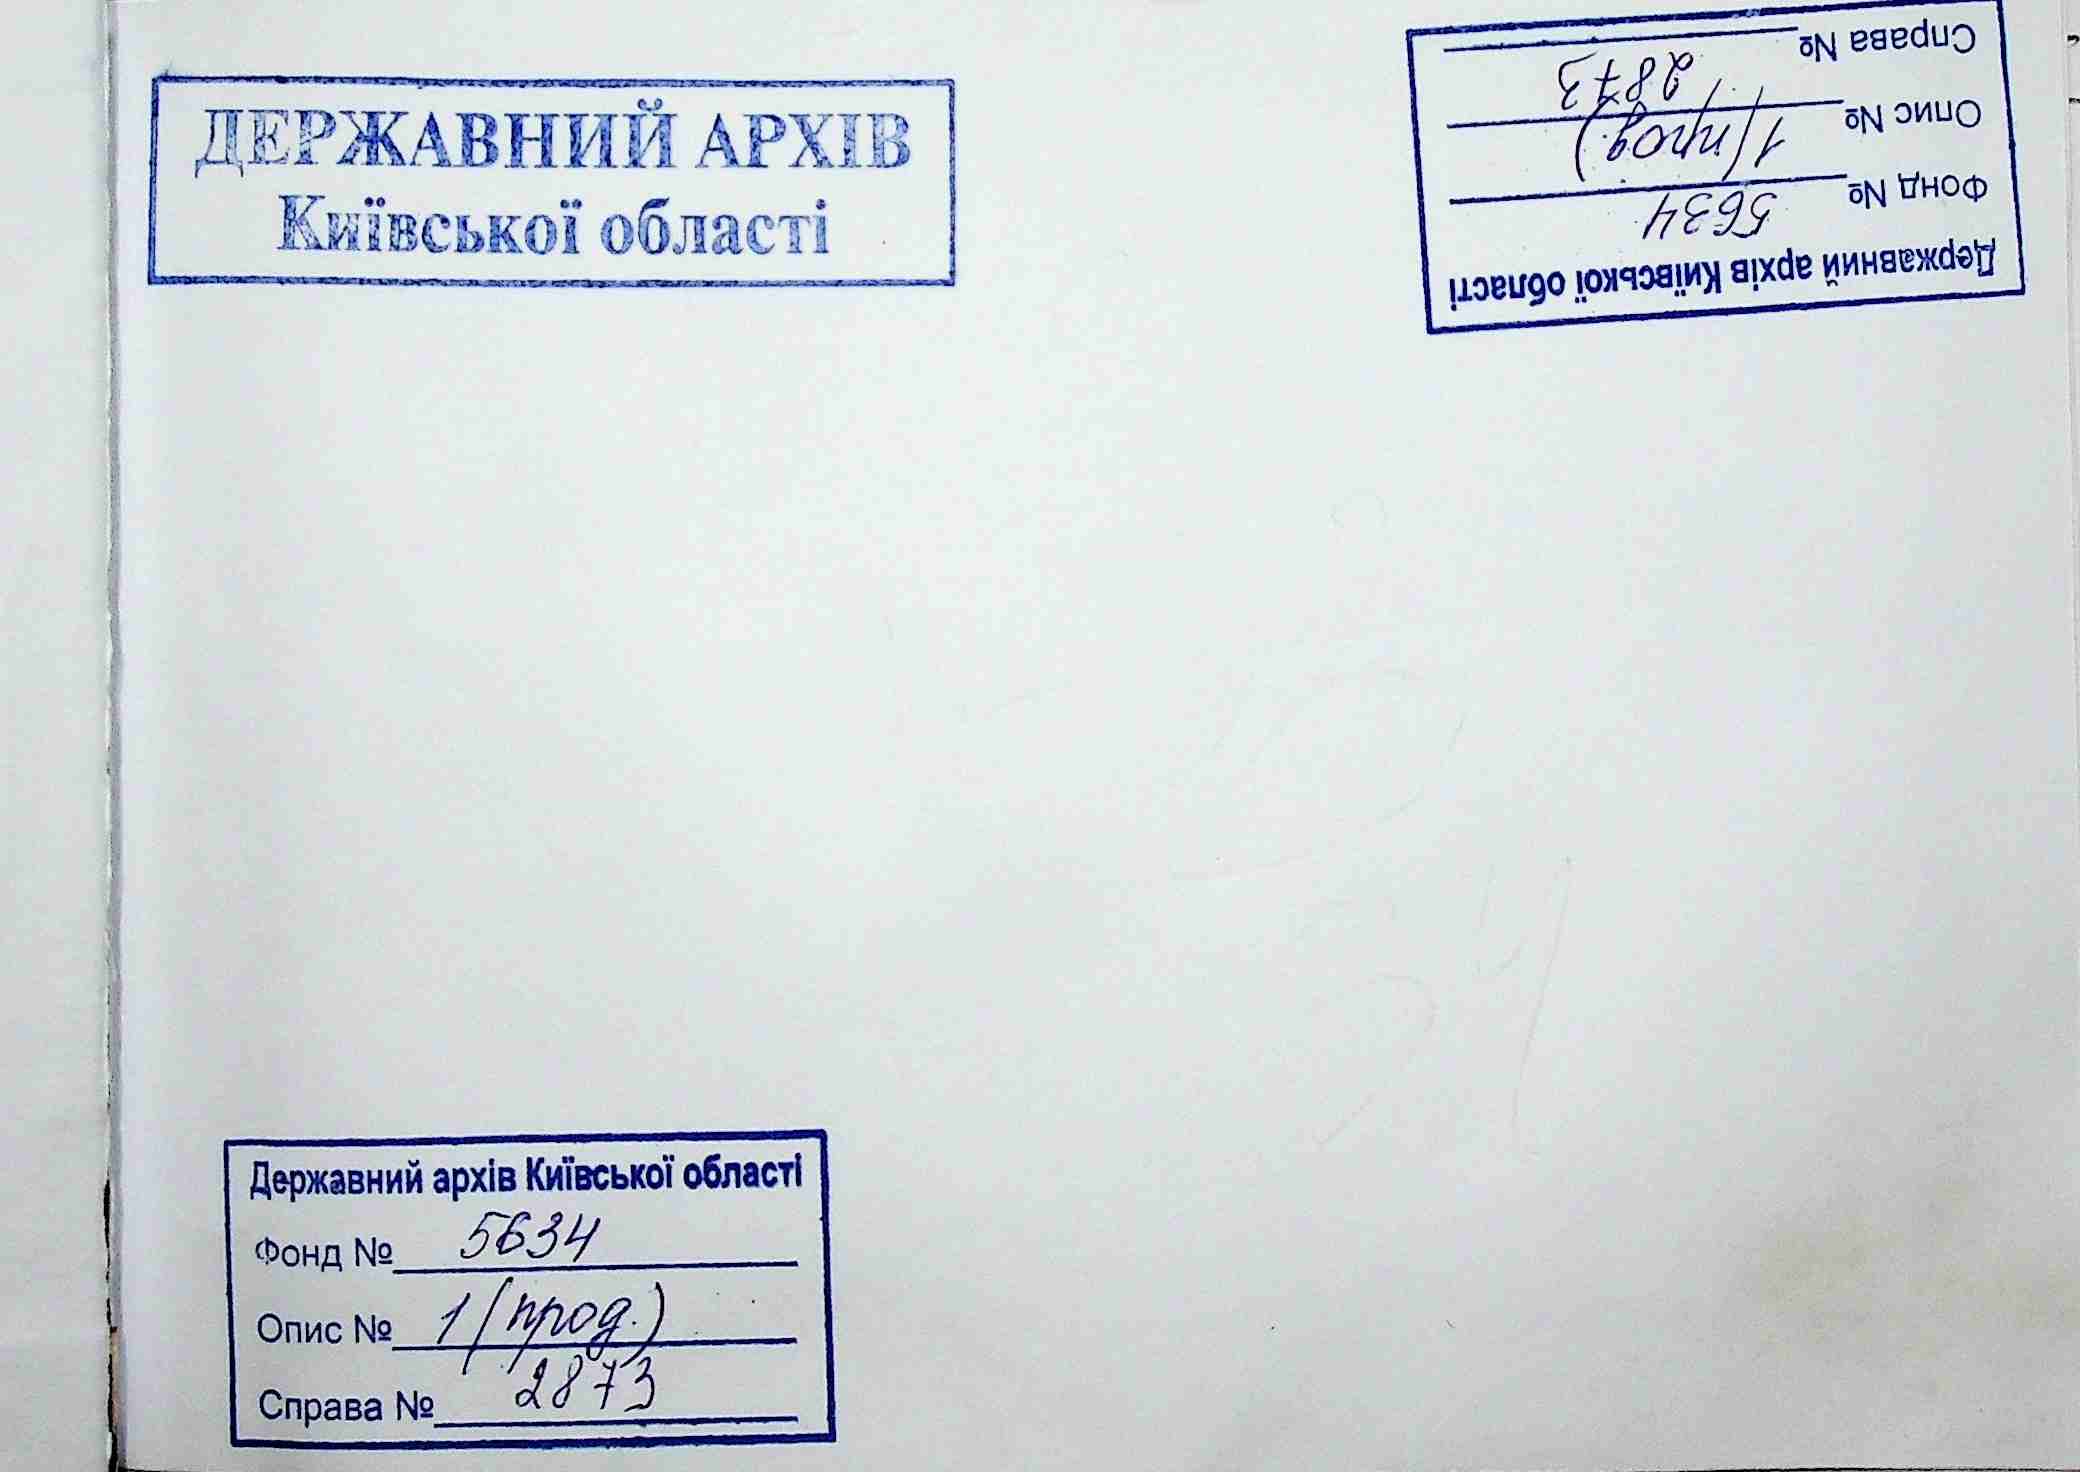 ДЕРЖАВНИЙ АРХІВ
Київської області
Державний архів Київської області
Фонд № 5634
Опис № 1 (прод.)
Справа № 2873
Державний архів Київської області
Фонд № 5634
Опис № 1 (прод.)
Справа № 2873